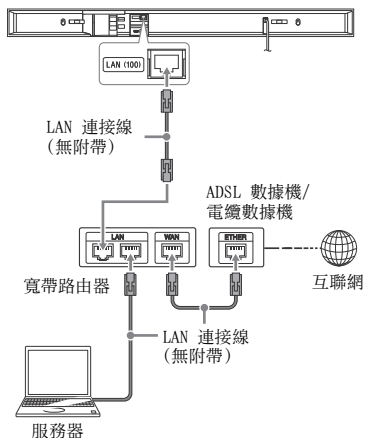 LAN (100)
LAN 連接線
(無附帶)
ADSL 數據機/
電纜數據機
LAN
WAN
ETHER
寬帶路由器
互聯網
LAN 連接線
(無附帶)
服務器